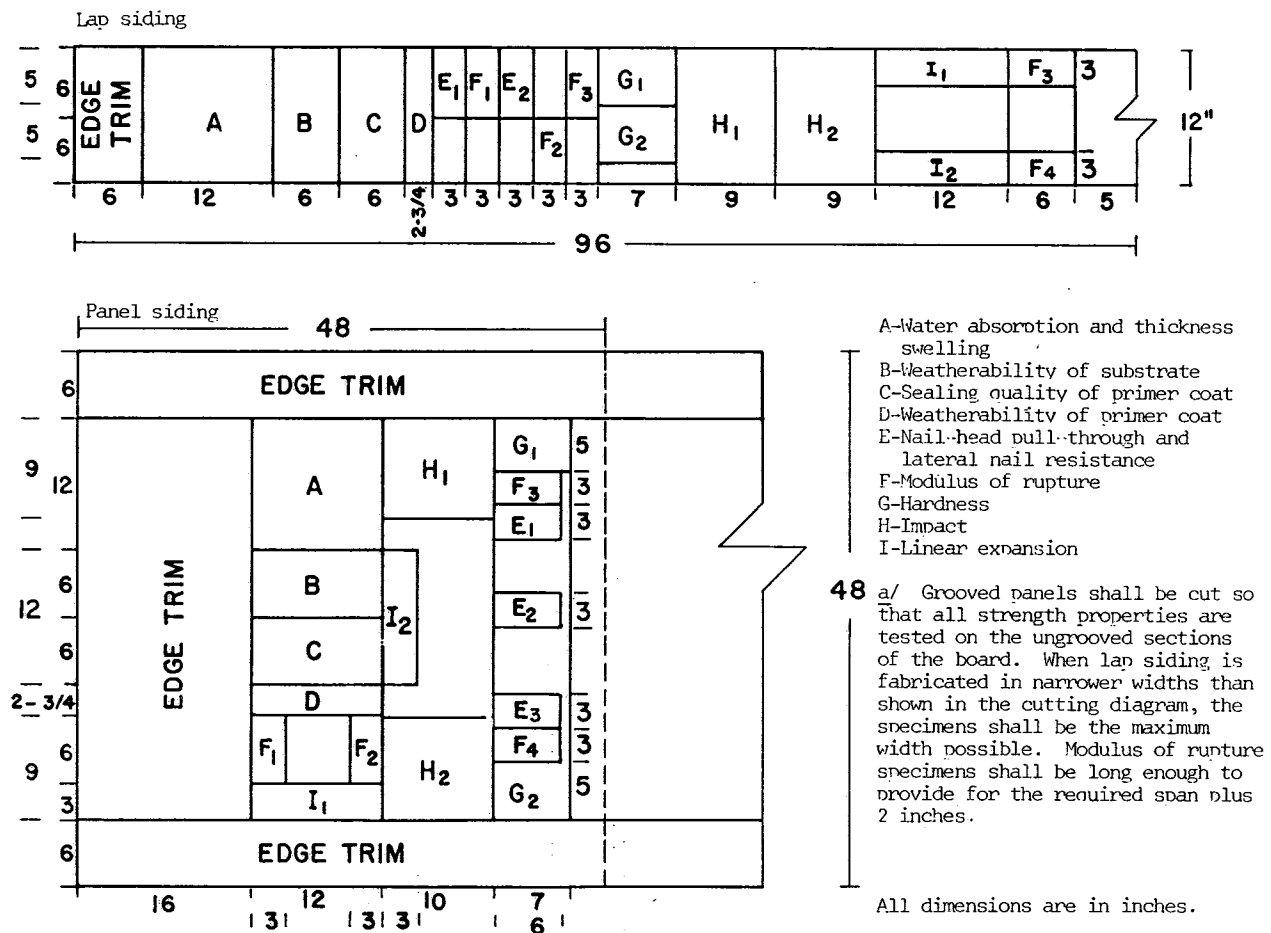 Lap siding
5
5
6
6
EDGE
TRIM
A
B
C
D
E1
F1
E2
F2
F3
G1
G2
H1
H2
I1
I2
F3
F4
3
3
12"
6 12 6 6 2-3/4 3 3 3 3 3 7 9 9 12 6 5
96
Panel siding
48
EDGE TRIM
6
9
12
6
12
6
2-3/4
6
9
3
6
EDGE TRIM
A
B
C
D
F1
F2
I1
I2
H1
H2
G1
F3
E1
E2
E3
F4
G2
5
3
3
3
3
3
5
EDGE TRIM
16 12 10 7
3 3 3 6
48
A-Water absorption and thickness
swelling
B-Weatherability of substrate
C-Sealing quality of primer coat
D-Weatherability of primer coat
E-Nail-head pull-through and
lateral nail resistance
F-Modulus of rupture
G-Hardness
H-Impact
I-Linear expansion
a/ Grooved panels shall be cut so
that all strength properties are
tested on the ungrooved sections
of the board. When lap siding is
fabricated in narrower widths than
shown in the cutting diagram, the
specimens shall be the maximum
width possible. Modulus of rupture
specimens shall be long enough to
provide for the required span plus
2 inches.
All dimensions are in inches.